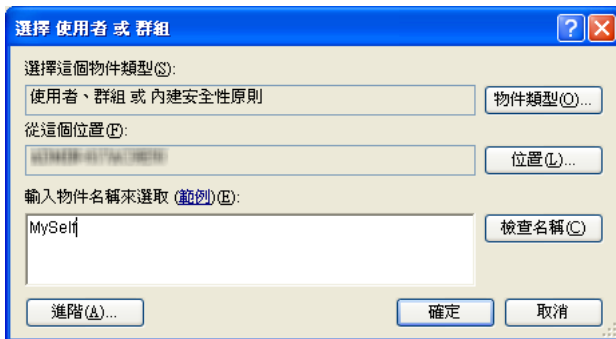 選擇 使用者 或 群組
選擇這個物件類型(S):
使用者、群組 或 內建安全性原則
物件類型(O)...
從這個位置(F):
位置(L)...
輸入物件名稱來選取 (範例)(E):
MySelf
檢查名稱(C)
進階(A)...
確定
取消